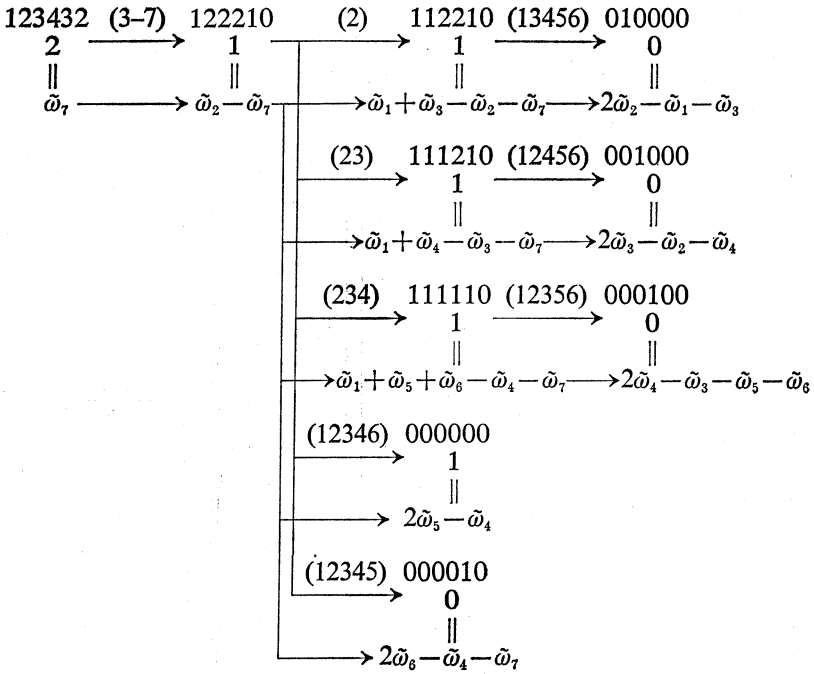 123432 (3–7) 122210 (2) 112210 (13456) 010000
2 1 1 0
|| || || ||
ω̃₇ ω̃₂−ω̃₇ ω̃₁+ω̃₃−ω̃₂−ω̃₇ 2ω̃₂−ω̃₁−ω̃₃
(23) 111210 (12456) 001000
1 0
|| ||
ω̃₁+ω̃₄−ω̃₃−ω̃₇ 2ω̃₃−ω̃₂−ω̃₄
(234) 111110 (12356) 000100
1 0
|| ||
ω̃₁+ω̃₅+ω̃₆−ω̃₄−ω̃₇ 2ω̃₄−ω̃₃−ω̃₅−ω̃₆
(12346) 000000
1
||
2ω̃₅−ω̃₄
(12345) 000010
0
||
2ω̃₆−ω̃₄−ω̃₇